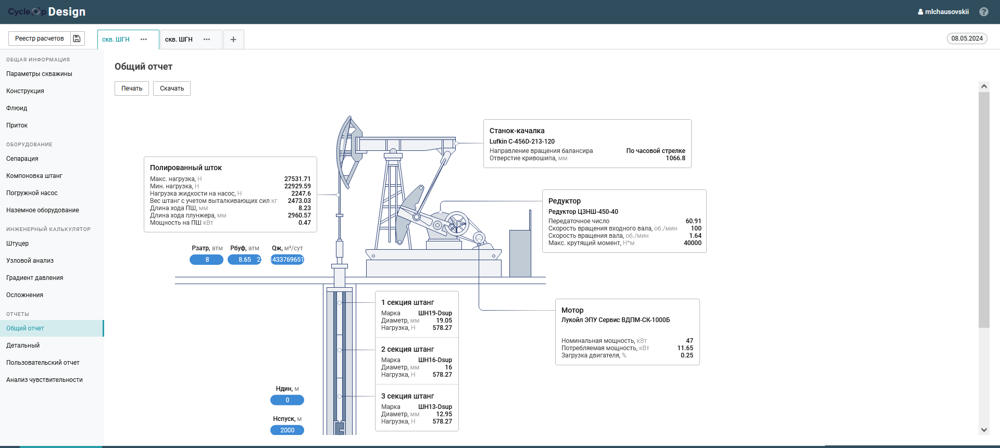 CycleOp Design
mlchausovskii
?
Реестр расчетов
скв. ШГН ••• скв. ШГН ••• +
08.05.2024
ОБЩАЯ ИНФОРМАЦИЯ
Параметры скважины
Конструкция
Флюид
Приток
ОБОРУДОВАНИЕ
Сепарация
Компоновка штанг
Погружной насос
Наземное оборудование
ИНЖЕНЕРНЫЙ КАЛЬКУЛЯТОР
Штуцер
Узловой анализ
Градиент давления
Осложнения
ОТЧЕТЫ
Общий отчет
Детальный
Пользовательский отчет
Анализ чувствительности
Общий отчет
Печать Скачать
Станок-качалка
Lufkin C-456D-213-120
Направление вращения балансира По часовой стрелке
Отверстие кривошипа, мм 1066.8
Полированный шток
Макс. нагрузка, Н 27531.71
Мин. нагрузка, Н 22929.59
Нагрузка жидкости на насос, Н 2247.6
Вес штанг с учетом выталкивающих сил кг 2473.03
Длина хода ПШ, мм 8.23
Длина хода плунжера, мм 2960.57
Мощность на ПШ кВт 0.47
Редуктор
Редуктор ЦЗНШ-450-40
Передаточное число 60.91
Скорость вращения входного вала, об./мин 100
Скорость вращения вала, об./мин 1.64
Макс. крутящий момент, Н*м 40000
Рзатр, атм Рбуф, атм Qж, м³/сут
8 8.65 433769651
1 секция штанг
Марка ШН19-Dsup
Диаметр, мм 19.05
Нагрузка, Н 578.27
2 секция штанг
Марка ШН16-Dsup
Диаметр, мм 16
Нагрузка, Н 578.27
3 секция штанг
Марка ШН13-Dsup
Диаметр, мм 12.95
Нагрузка, Н 578.27
Мотор
Лукойл ЭПУ Сервис ВДПМ-СК-1000Б
Номинальная мощность, кВт 47
Потребляемая мощность, кВт 11.65
Загрузка двигателя, % 0.25
Ндин, м
0
Нспуск, м
2000